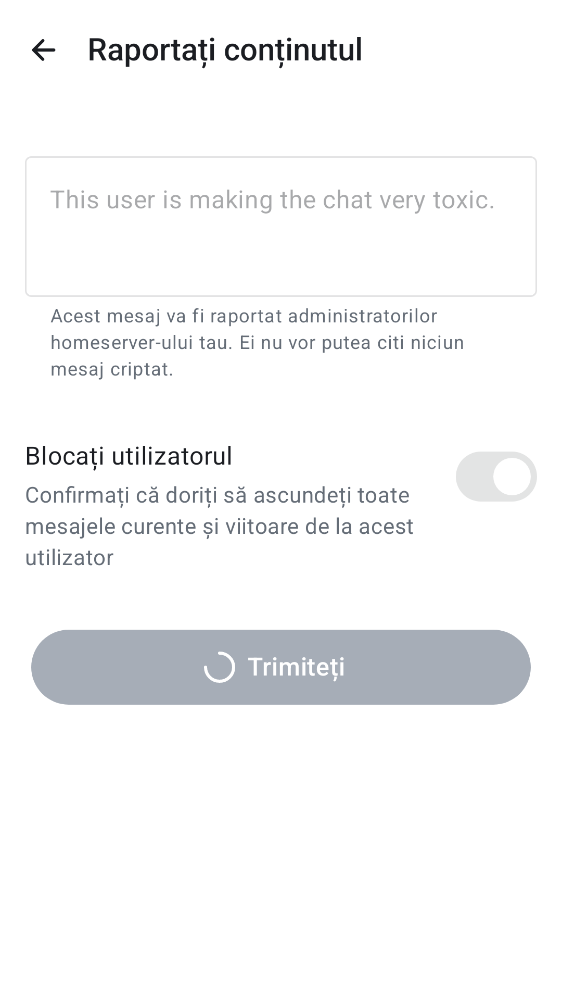 Raportați conținutul
This user is making the chat very toxic.
Acest mesaj va fi raportat administratorilor
homeserver-ului tau. Ei nu vor putea citi niciun
mesaj criptat.
Blocați utilizatorul
Confirmați că doriți să ascundeți toate
mesajele curente și viitoare de la acest
utilizator
Trimiteți